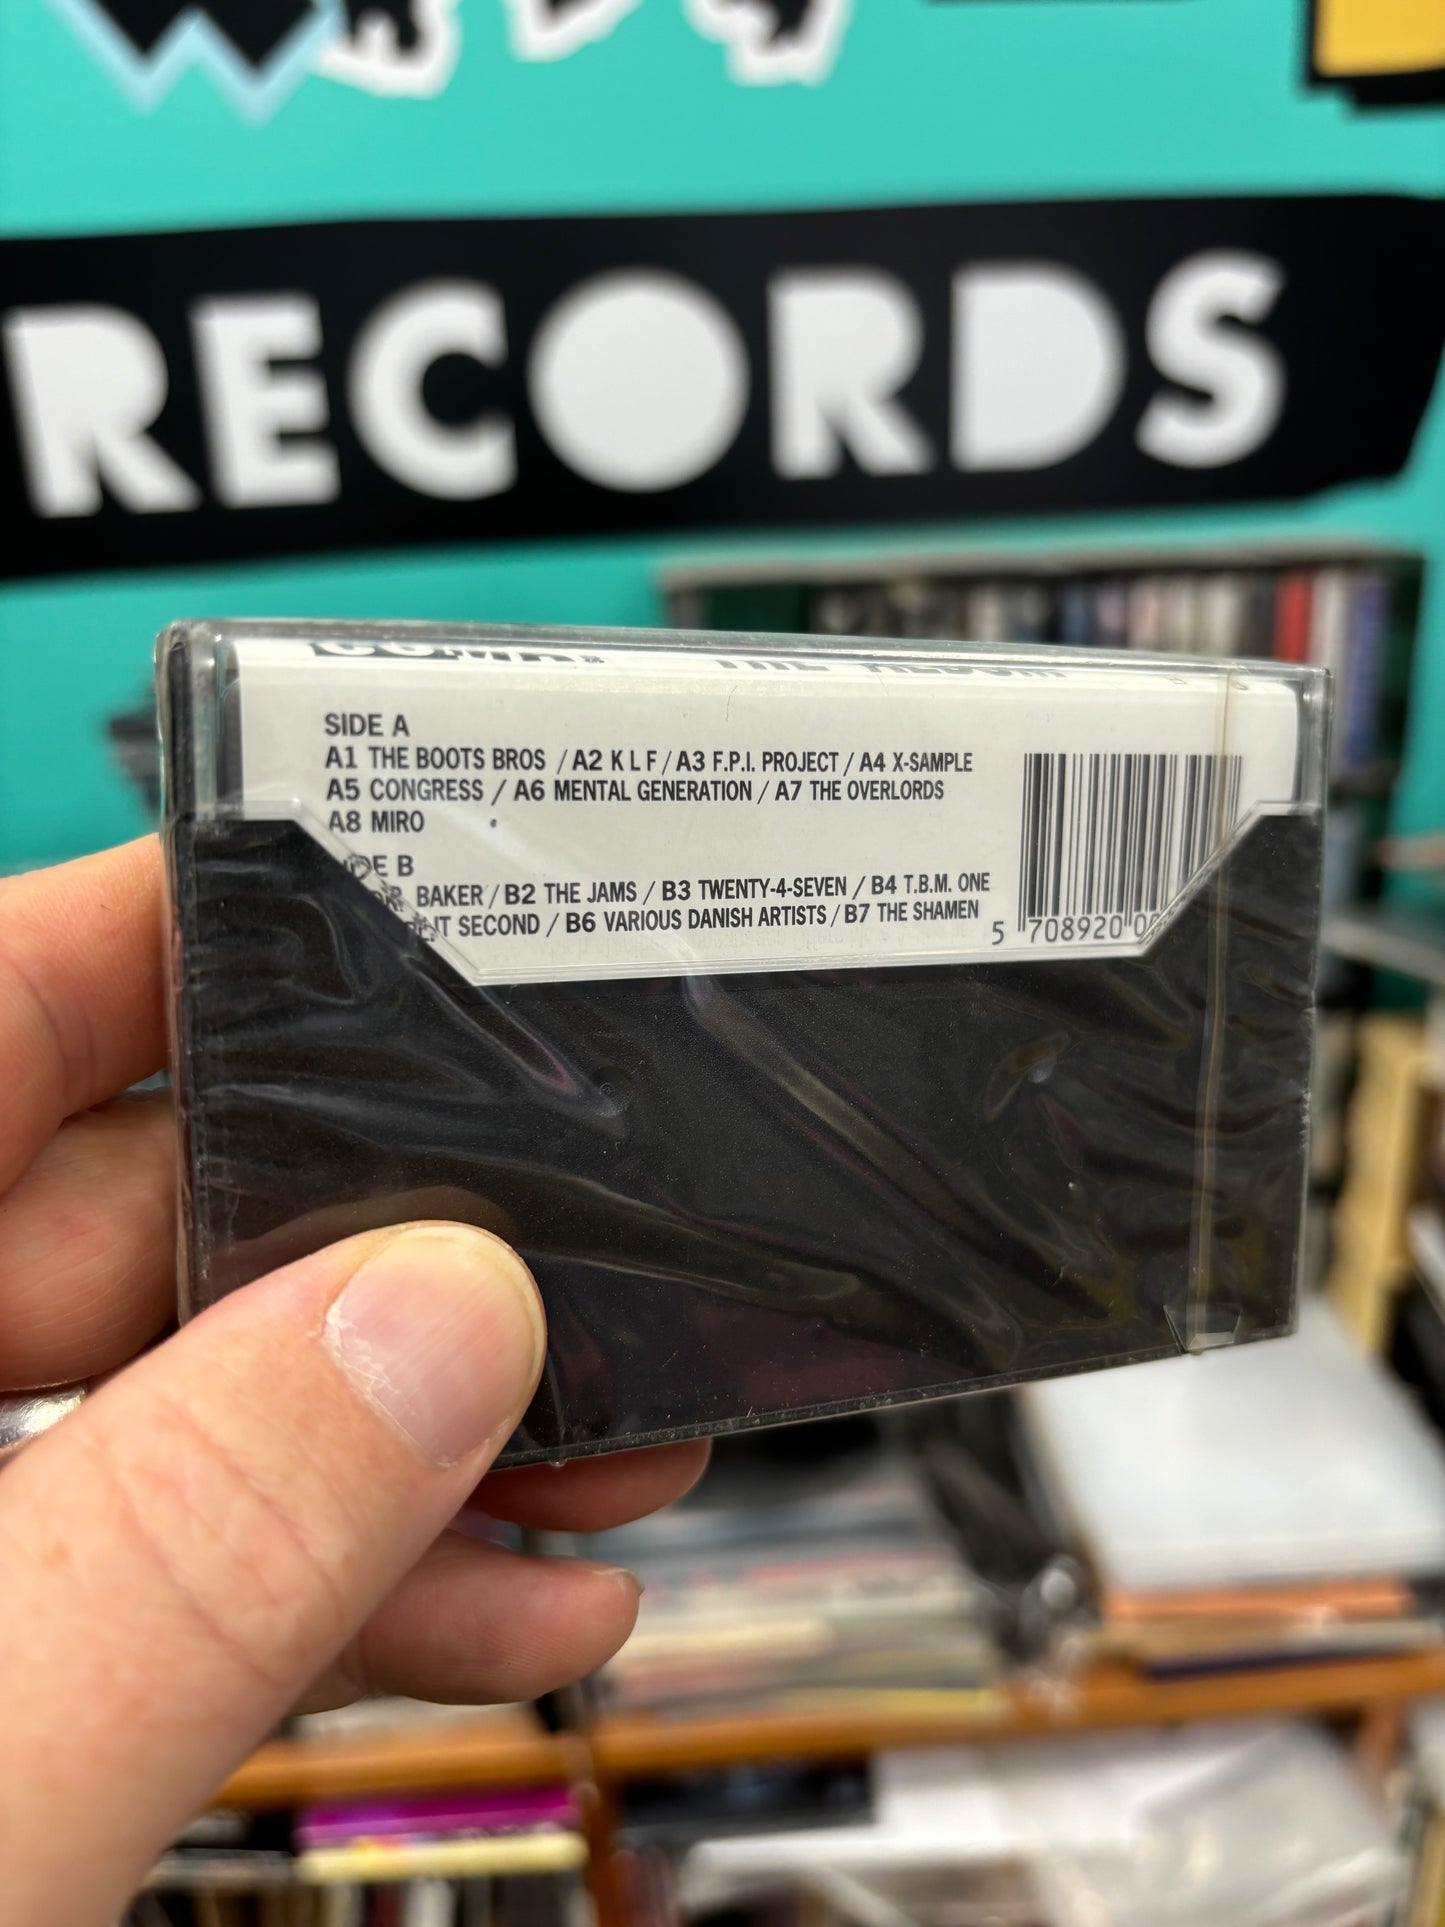 RECORDS
SIDE A
A1 THE BOOTS BROS / A2 K L F / A3 F.P.I. PROJECT / A4 X-SAMPLE
A5 CONGRESS / A6 MENTAL GENERATION / A7 THE OVERLORDS
A8 MIRO
SIDE B
DR. BAKER / B2 THE JAMS / B3 TWENTY-4-SEVEN / B4 T.B.M. ONE
SECOND / B6 VARIOUS DANISH ARTISTS / B7 THE SHAMEN
5 708920